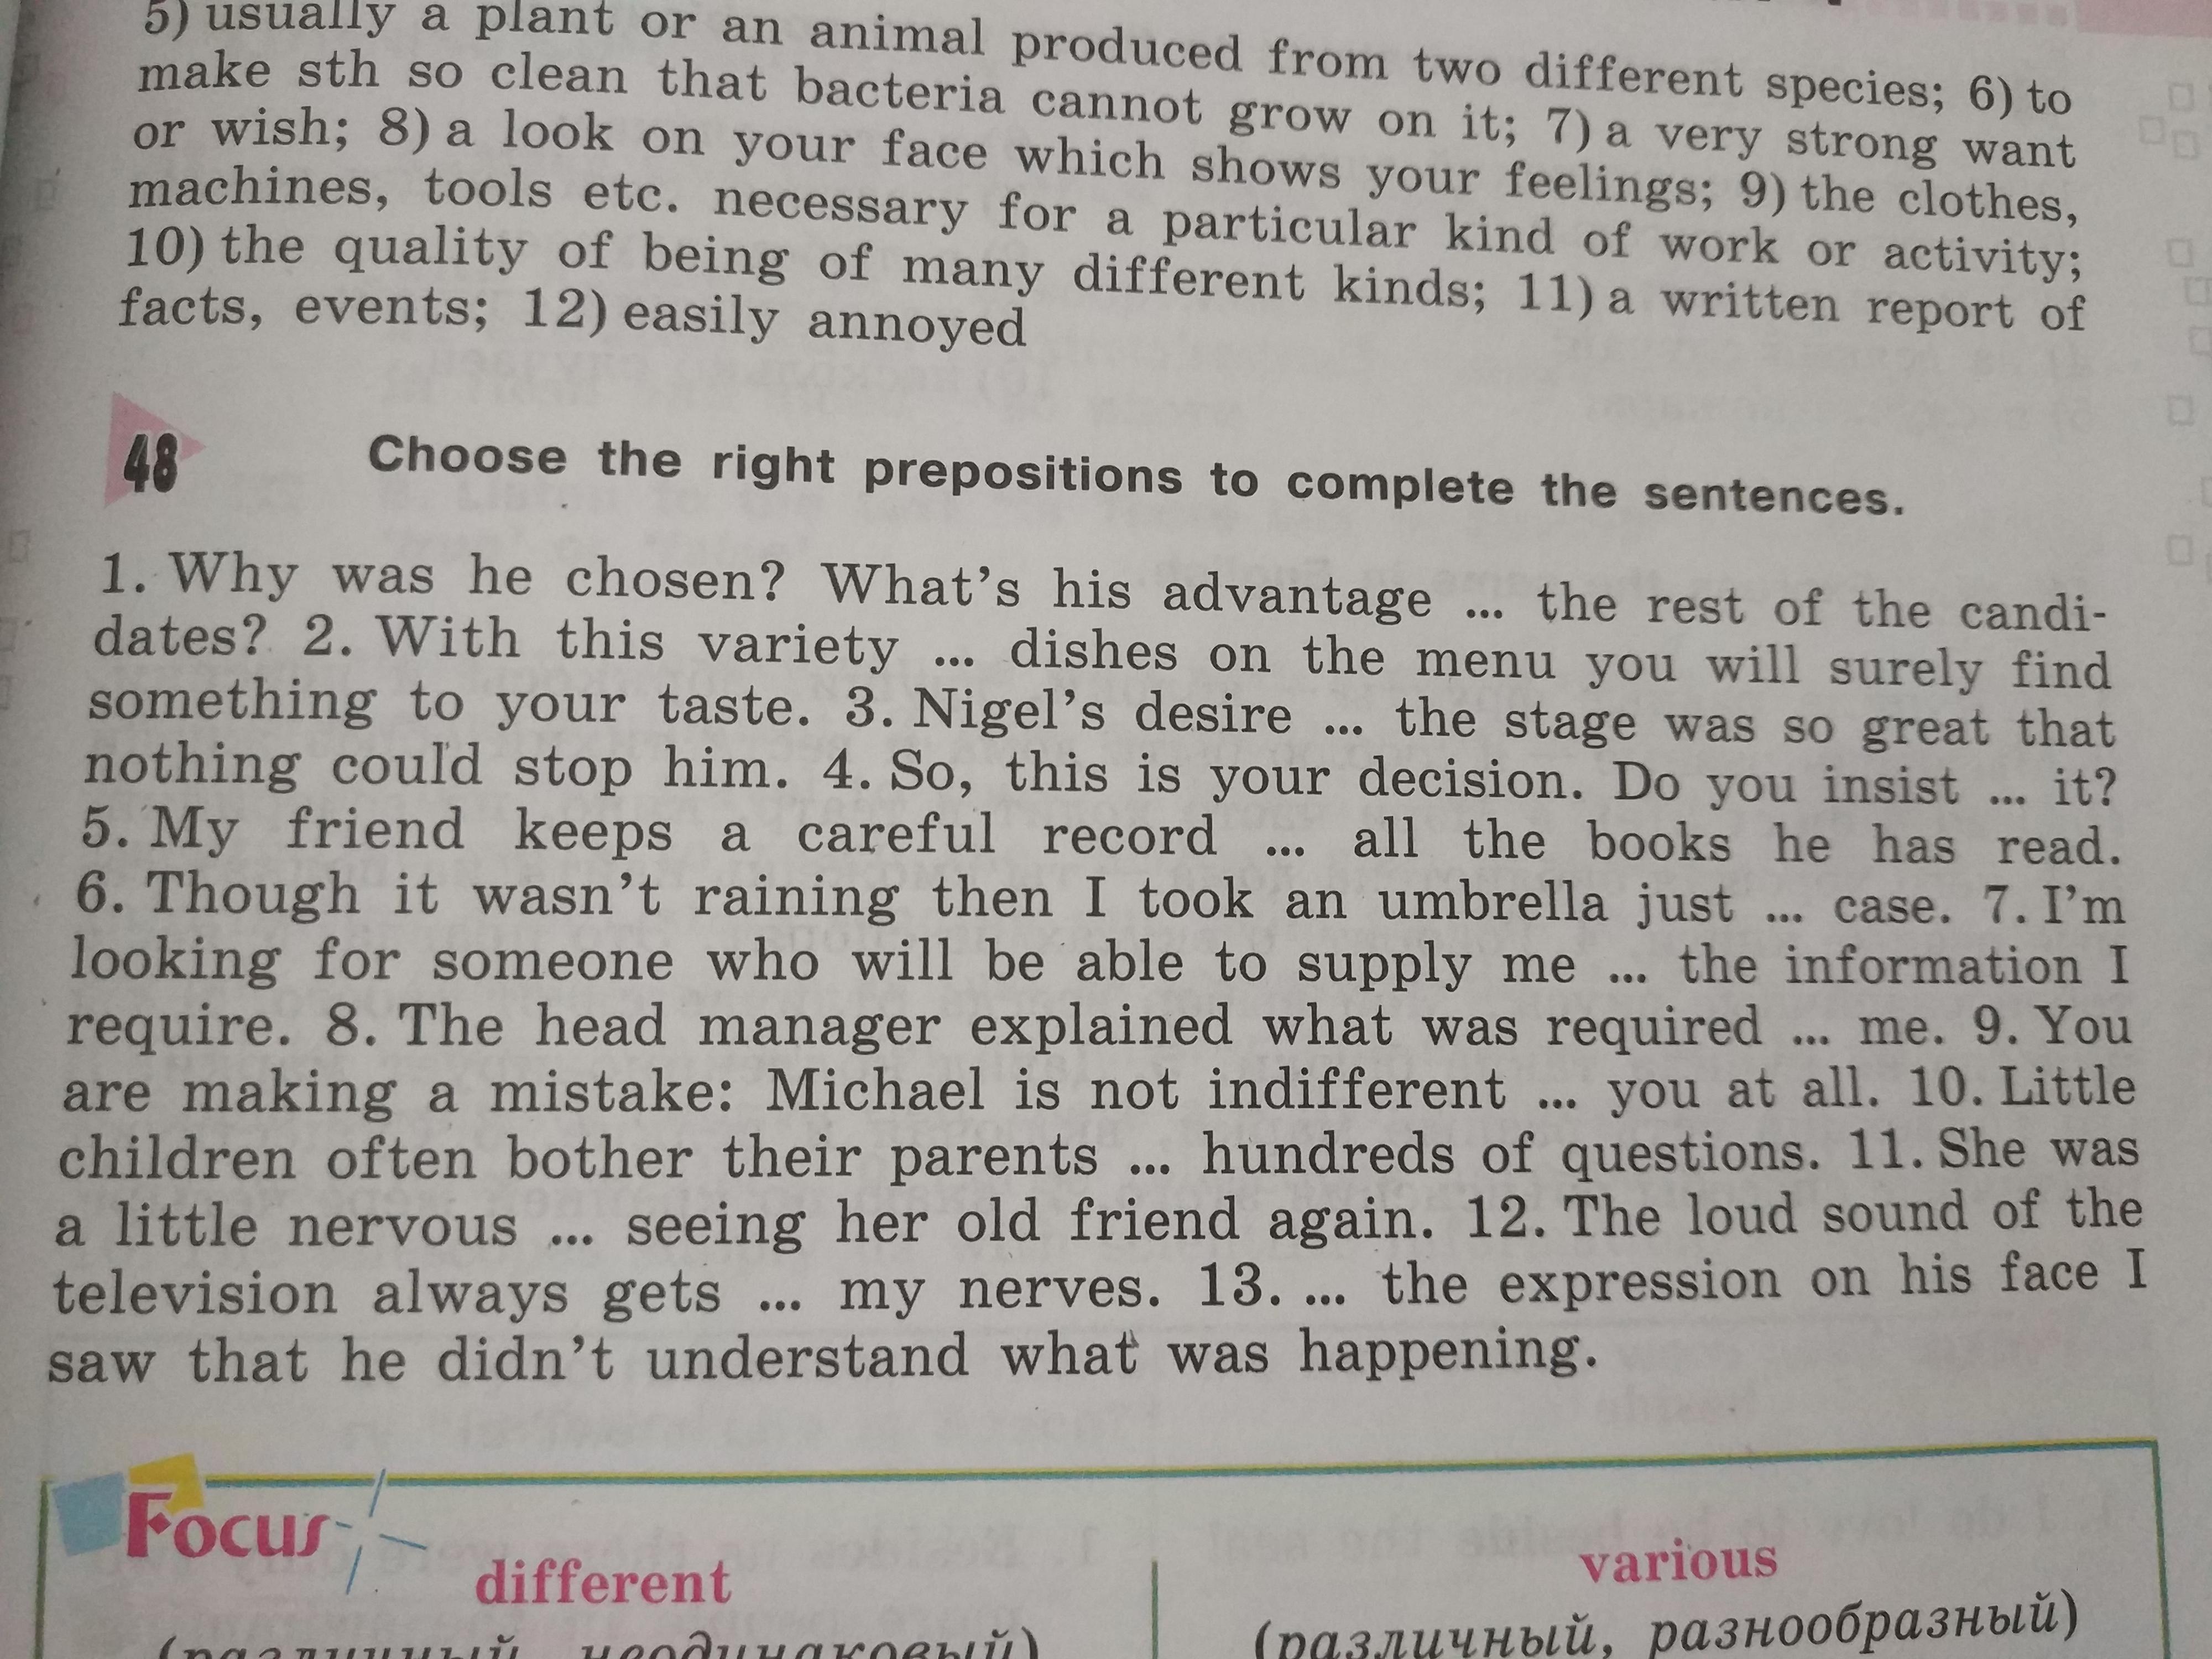 5) usually a plant or an animal produced from two different species; 6) to
make sth so clean that bacteria cannot grow on it; 7) a very strong want
or wish; 8) a look on your face which shows your feelings; 9) the clothes,
machines, tools etc. necessary for a particular kind of work or activity;
10) the quality of being of many different kinds; 11) a written report of
facts, events; 12) easily annoyed
48 Choose the right prepositions to complete the sentences.
1. Why was he chosen? What's his advantage ... the rest of the candi-
dates? 2. With this variety ... dishes on the menu you will surely find
something to your taste. 3. Nigel's desire ... the stage was so great that
nothing could stop him. 4. So, this is your decision. Do you insist ... it?
5. My friend keeps a careful record ... all the books he has read.
6. Though it wasn't raining then I took an umbrella just ... case. 7. I'm
looking for someone who will be able to supply me ... the information I
require. 8. The head manager explained what was required ... me. 9. You
are making a mistake: Michael is not indifferent ... you at all. 10. Little
children often bother their parents ... hundreds of questions. 11. She was
a little nervous ... seeing her old friend again. 12. The loud sound of the
television always gets ... my nerves. 13. ... the expression on his face I
saw that he didn't understand what was happening.
Focus
different
(различный, неодинаковый)
various
(различный, разнообразный)